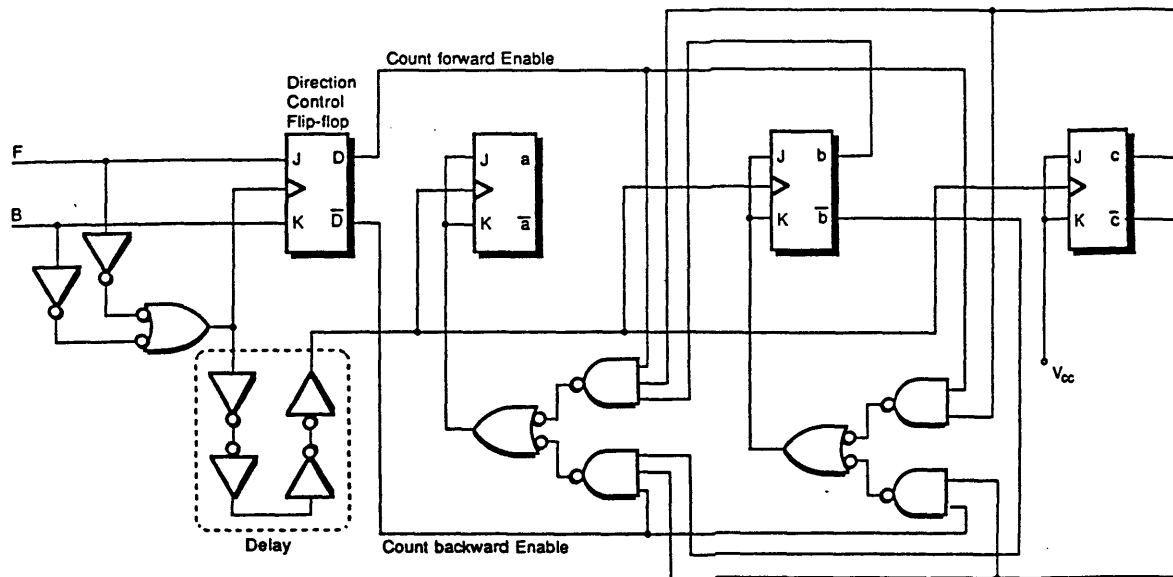 Count forward Enable
Direction
Control
Flip-flop
F
J D
J a
J b
J c
B
K D̅
K a̅
K b̅
K c̅
Vcc
Delay
Count backward Enable